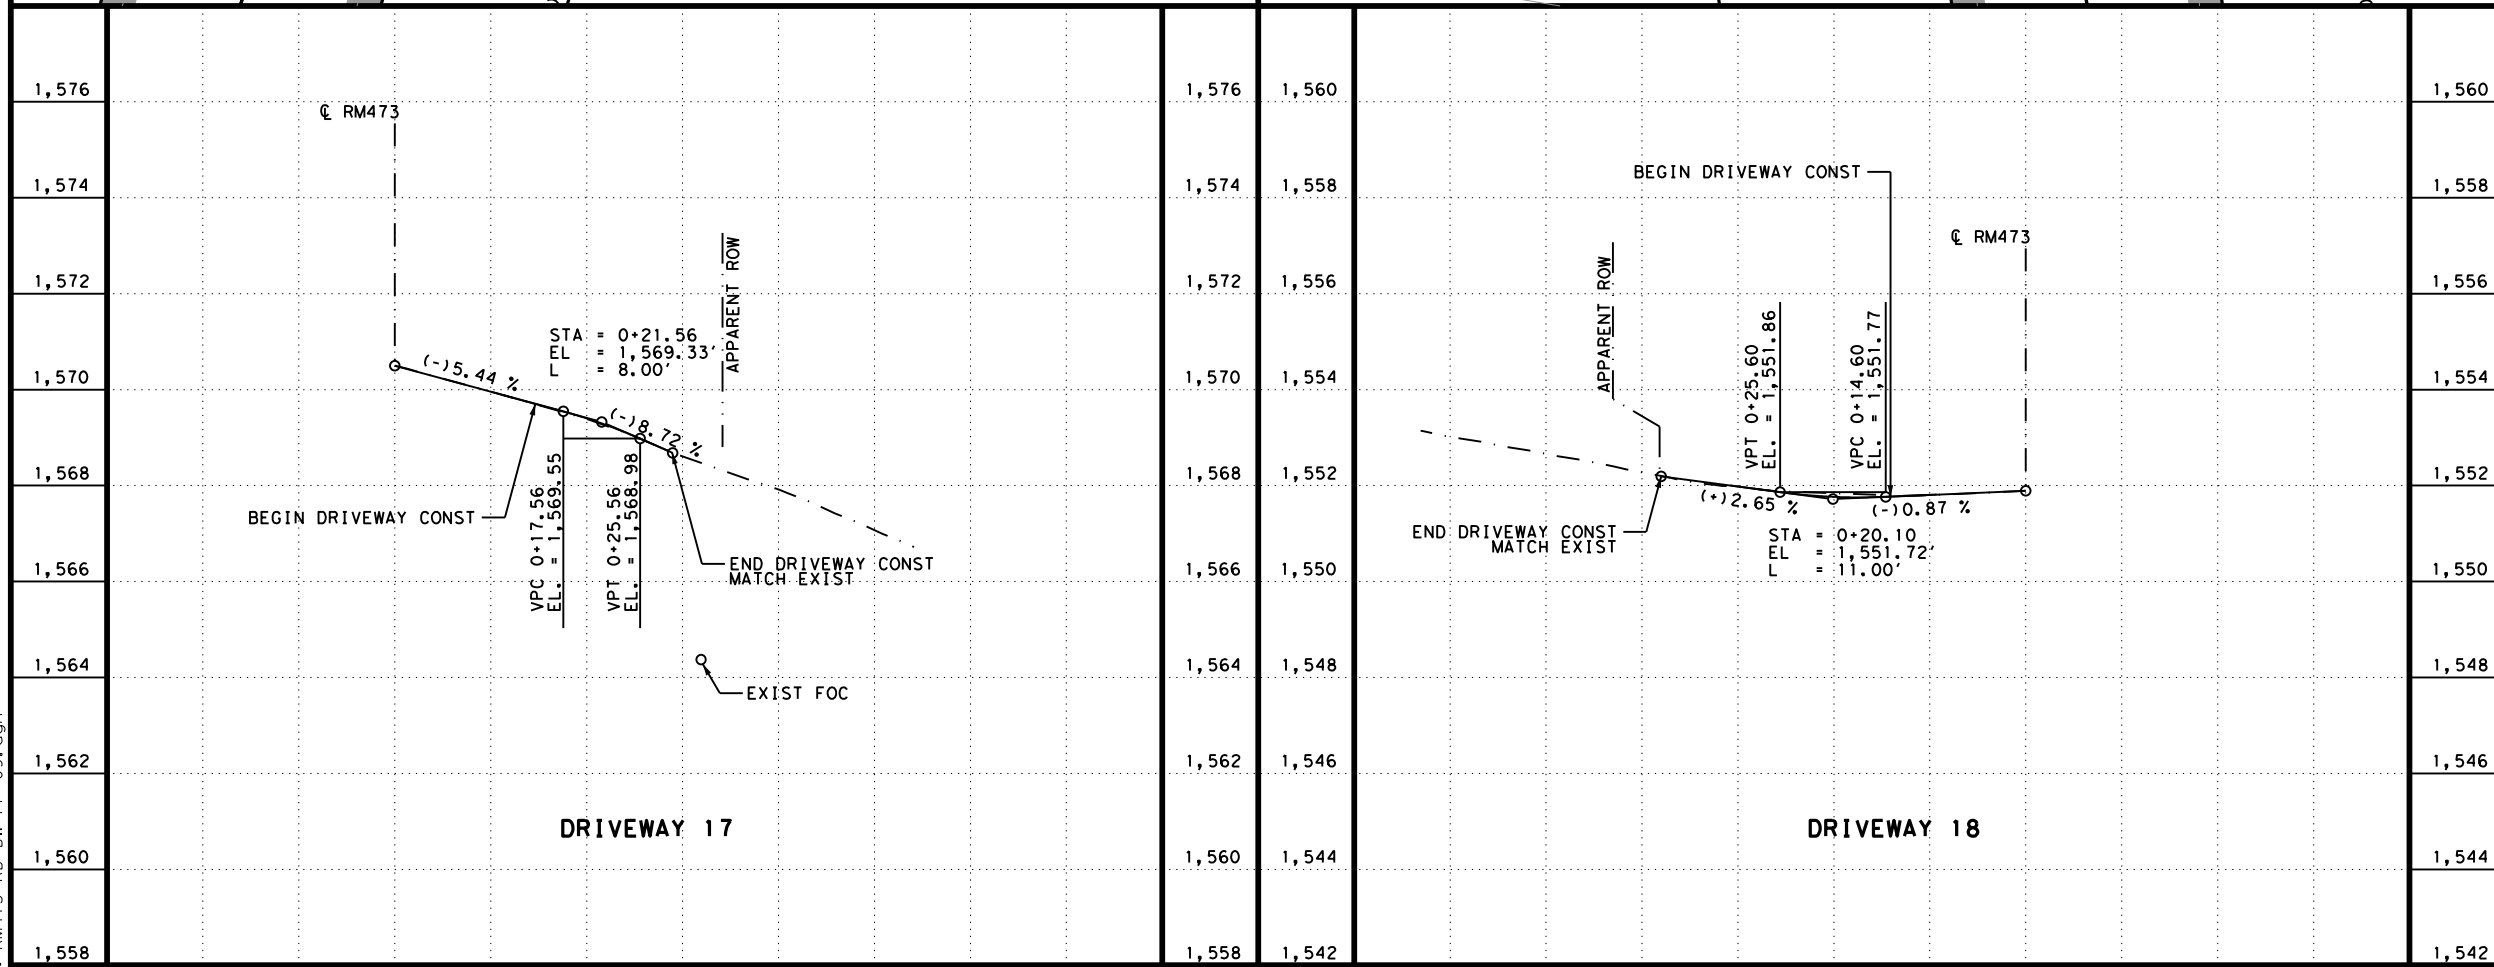 1,576
1,574
1,572
1,570
1,568
1,566
1,564
1,562
1,560
1,558
℄ RM473
(-)5.44 %
STA = 0+21.56
EL = 1,569.33'
L = 8.00'
(-)8.72 %
APPARENT ROW
BEGIN DRIVEWAY CONST
VPC 0+17.56
EL. = 1,569.55
VPT 0+25.56
EL. = 1,568.98
END DRIVEWAY CONST
MATCH EXIST
EXIST FOC
DRIVEWAY 17
1,576
1,574
1,572
1,570
1,568
1,566
1,564
1,562
1,560
1,558
1,560
1,558
1,556
1,554
1,552
1,550
1,548
1,546
1,544
1,542
BEGIN DRIVEWAY CONST
℄ RM473
APPARENT ROW
VPT 0+25.60
EL. = 1,551.86
VPC 0+14.60
EL. = 1,551.77
(+)2.65 %
(-)0.87 %
END DRIVEWAY CONST
MATCH EXIST
STA = 0+20.10
EL = 1,551.72'
L = 11.00'
DRIVEWAY 18
1,560
1,558
1,556
1,554
1,552
1,550
1,548
1,546
1,544
1,542